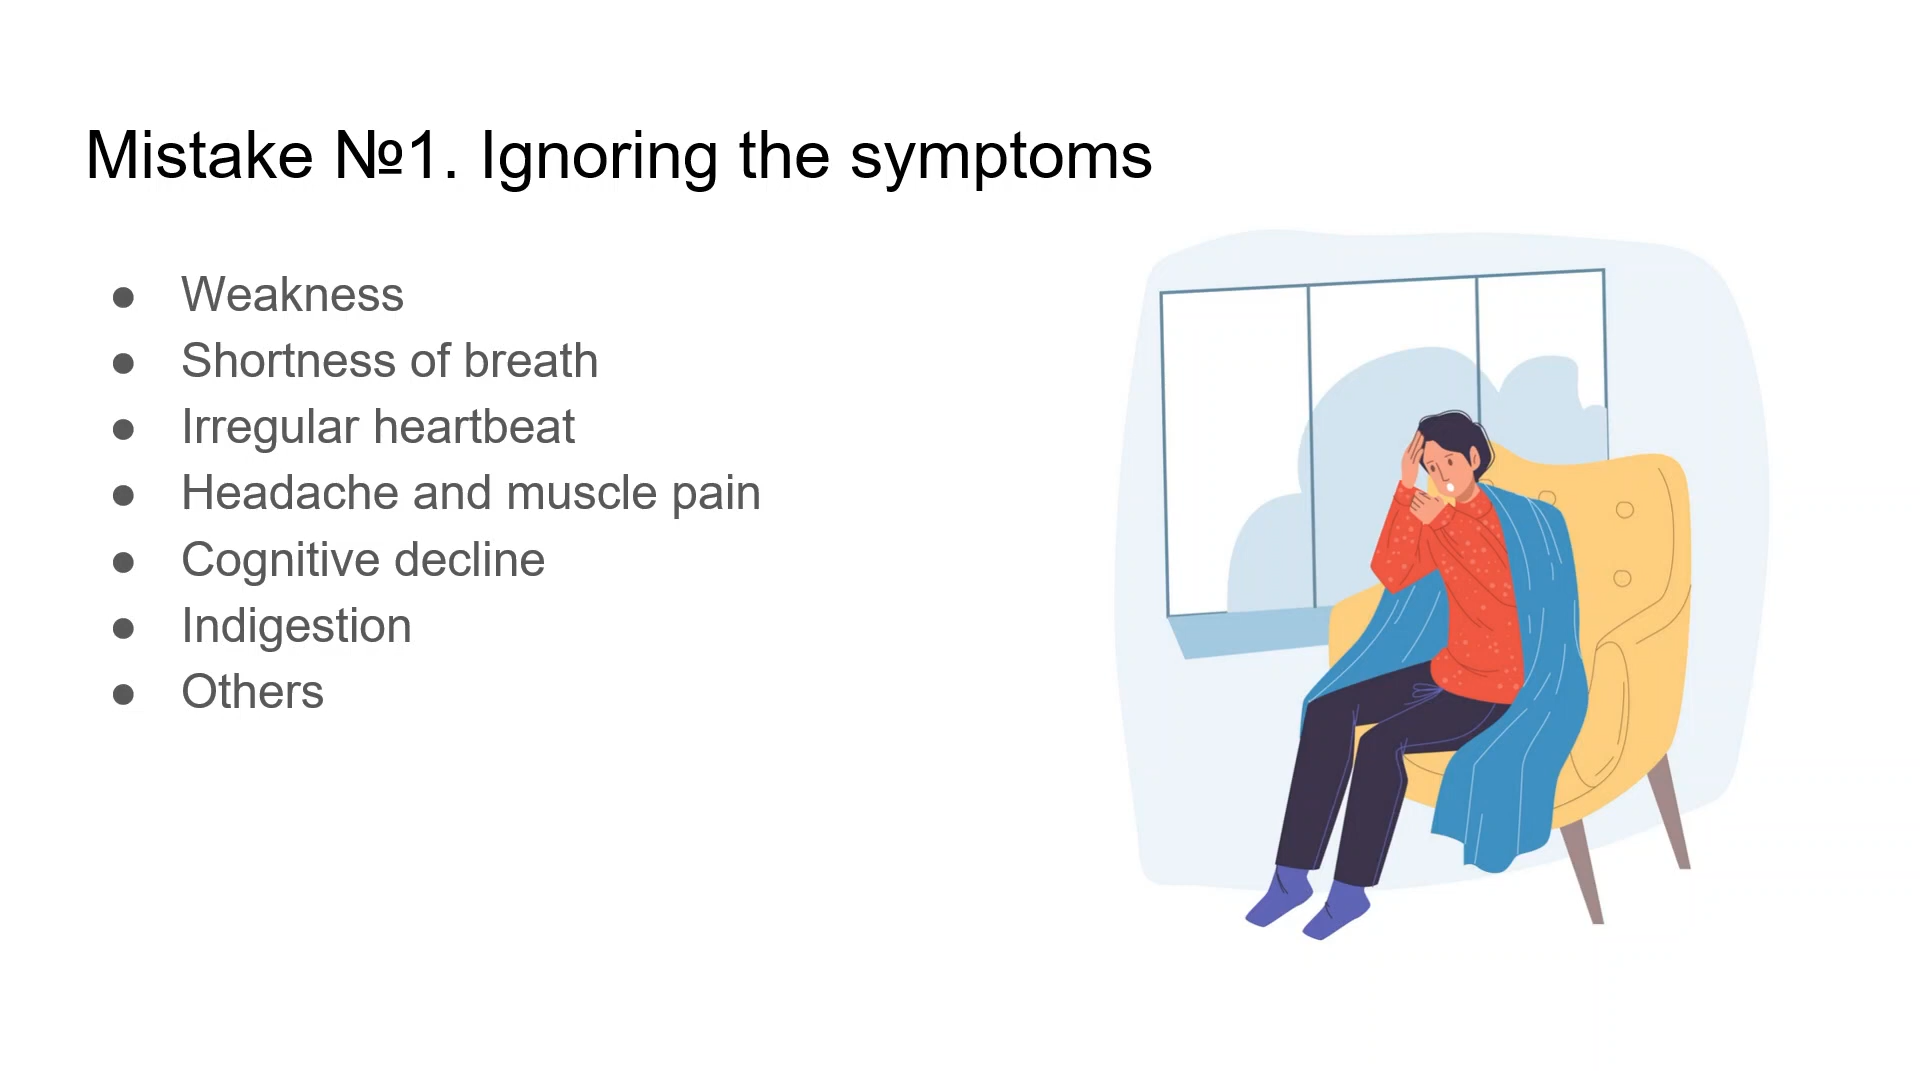 Mistake №1. Ignoring the symptoms
● Weakness
● Shortness of breath
● Irregular heartbeat
● Headache and muscle pain
● Cognitive decline
● Indigestion
● Others